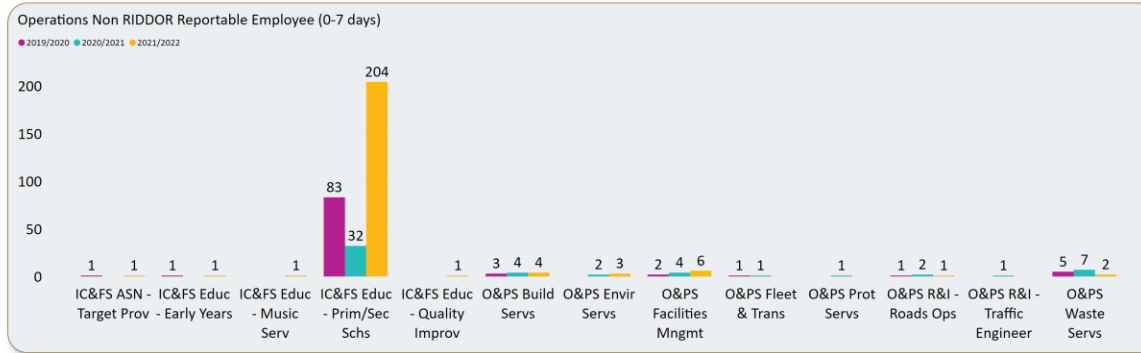 Operations Non RIDDOR Reportable Employee (0-7 days)
2019/2020 2020/2021 2021/2022
200
150
100
50
0
1 1
1 1
1
83 32 204
1
3 4 4
2 3
2 4 6
1 1
1
1 2 1
1
5 7 2
IC&FS ASN -
Target Prov
IC&FS Educ
- Early Years
IC&FS Educ
- Music
Serv
IC&FS Educ
- Prim/Sec
Schs
IC&FS Educ
- Quality
Improv
O&PS Build
Servs
O&PS Envir
Servs
O&PS
Facilities
Mngmt
O&PS Fleet
& Trans
O&PS Prot
Servs
O&PS R&I -
Roads Ops
O&PS R&I -
Traffic
Engineer
O&PS
Waste
Servs